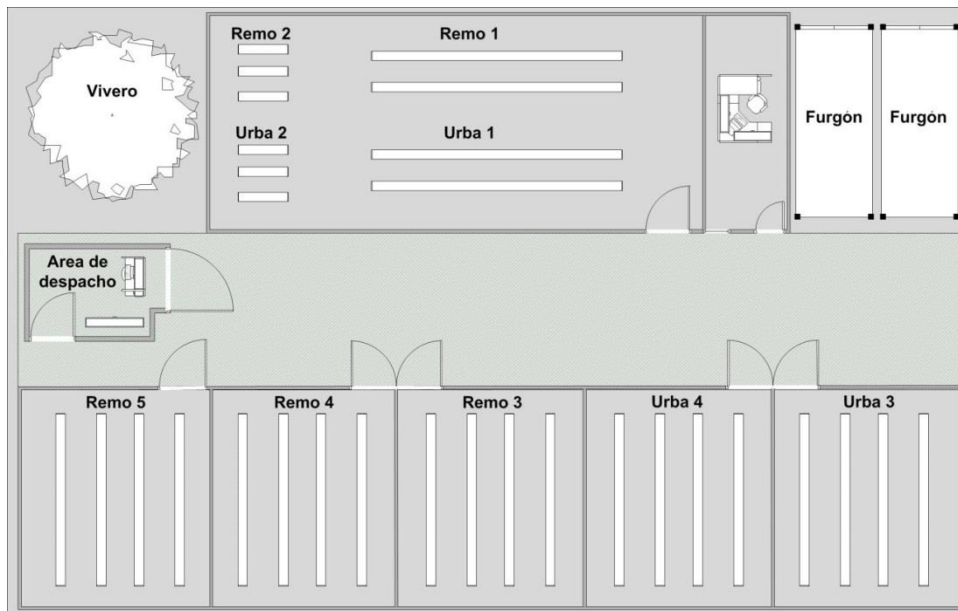 Remo 2
Remo 1
Vivero
Urba 2
Urba 1
Furgón
Furgón
Area de
despacho
Remo 5
Remo 4
Remo 3
Urba 4
Urba 3